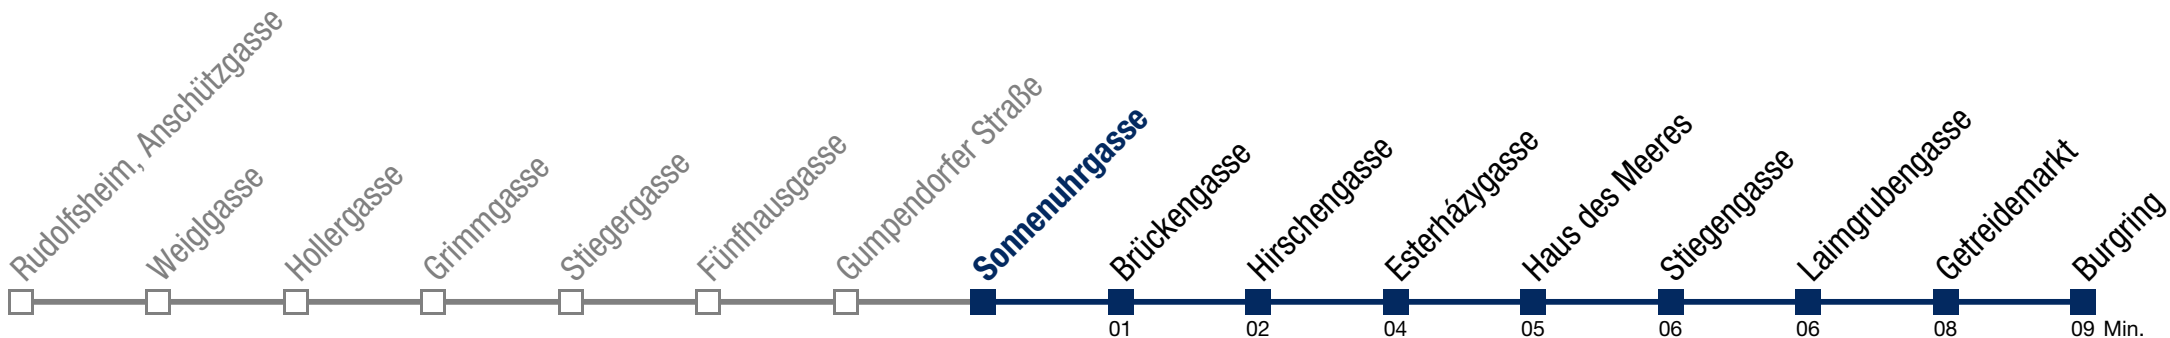 Rudolfsheim, Anschützgasse
Weiglgasse
Hollergasse
Grimmgasse
Stiegergasse
Fünfhausgasse
Gumpendorfer Straße
Sonnenuhrgasse
Brückengasse
Hirschengasse
Esterházygasse
Haus des Meeres
Stiegengasse
Laimgrubengasse
Getreidemarkt
Burgring
01 02 04 05 06 06 08 09 Min.